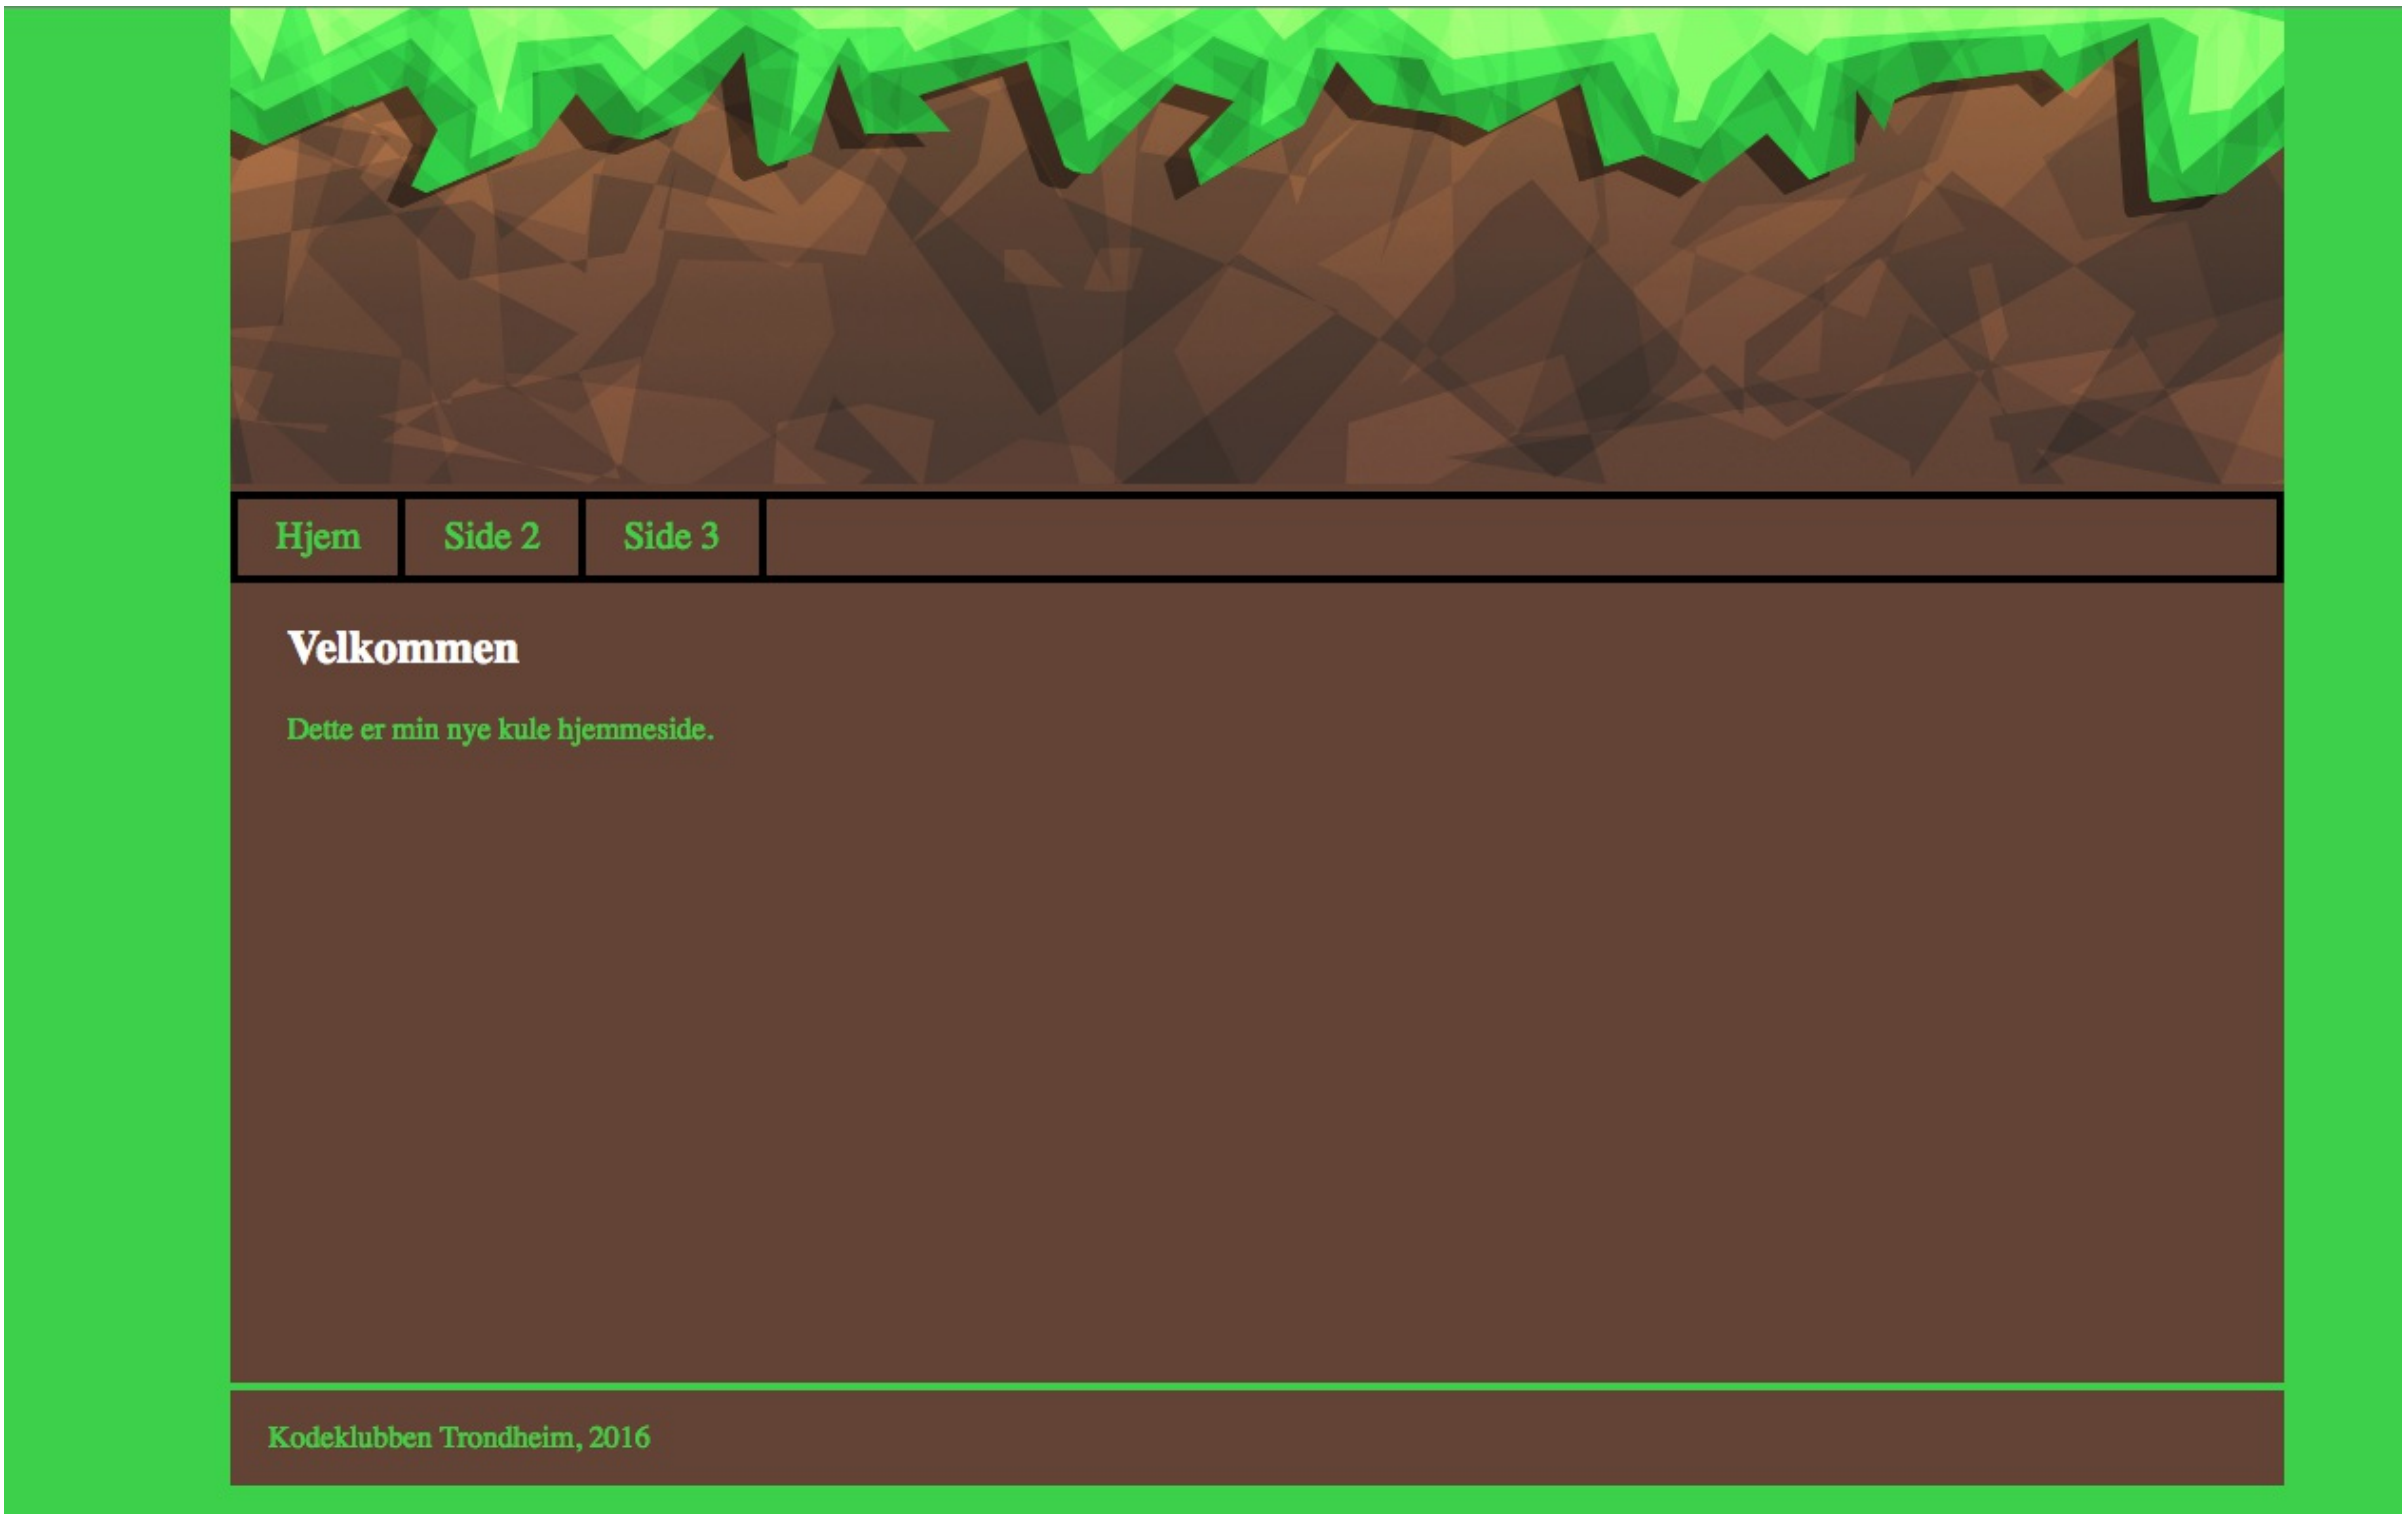 Hjem
Side 2
Side 3
Velkommen
Dette er min nye kule hjemmeside.
Kodeklubben Trondheim, 2016